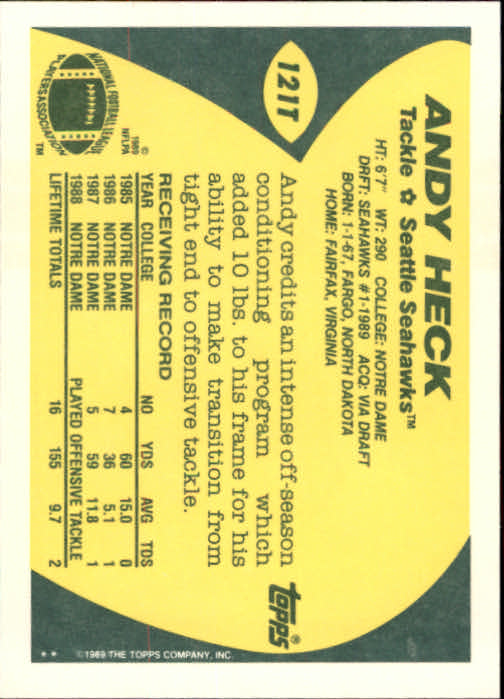 121T
ANDY HECK
Tackle ✿ Seattle Seahawks™
HT: 6'7" WT: 290 COLLEGE: NOTRE DAME
DRFT: SEAHAWKS #1-1989 ACQ: VIA DRAFT
BORN: 1-1-67, FARGO, NORTH DAKOTA
HOME: FAIRFAX, VIRGINIA
Andy credits an intense off-season
conditioning program which
added 10 lbs. to his frame for his
ability to make transition from
tight end to offensive tackle.
TOPPS®
RECEIVING RECORD
YEAR COLLEGE NO YDS AVG TDS
1985 NOTRE DAME 4 60 15.0 0
1986 NOTRE DAME 7 36 5.1 1
1987 NOTRE DAME 5 59 11.8 1
1988 NOTRE DAME PLAYED OFFENSIVE TACKLE
LIFETIME TOTALS 16 155 9.7 2
NATIONAL FOOTBALL LEAGUE
PLAYERS ASSOCIATION
™
©
1989
NFLPA
** ©1989 THE TOPPS COMPANY, INC.